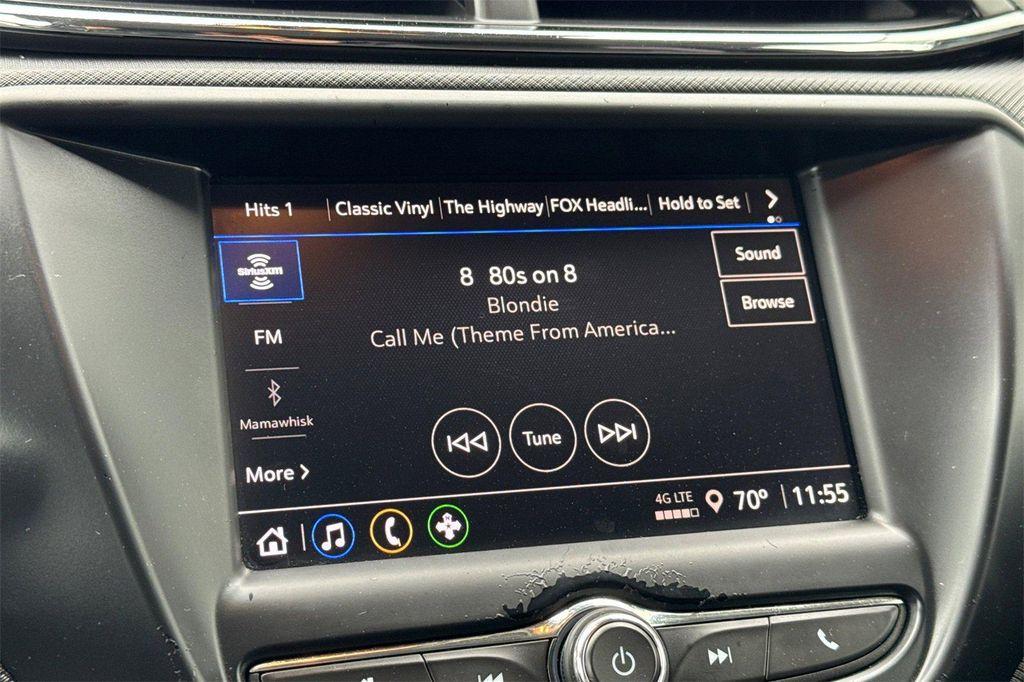 Hits 1 Classic Vinyl The Highway FOX Headli... Hold to Set
SiriusXM
8 80s on 8
Sound
Blondie
Browse
FM
Call Me (Theme From America...
Mamawhisk
Tune
More
4G LTE 70° 11:55